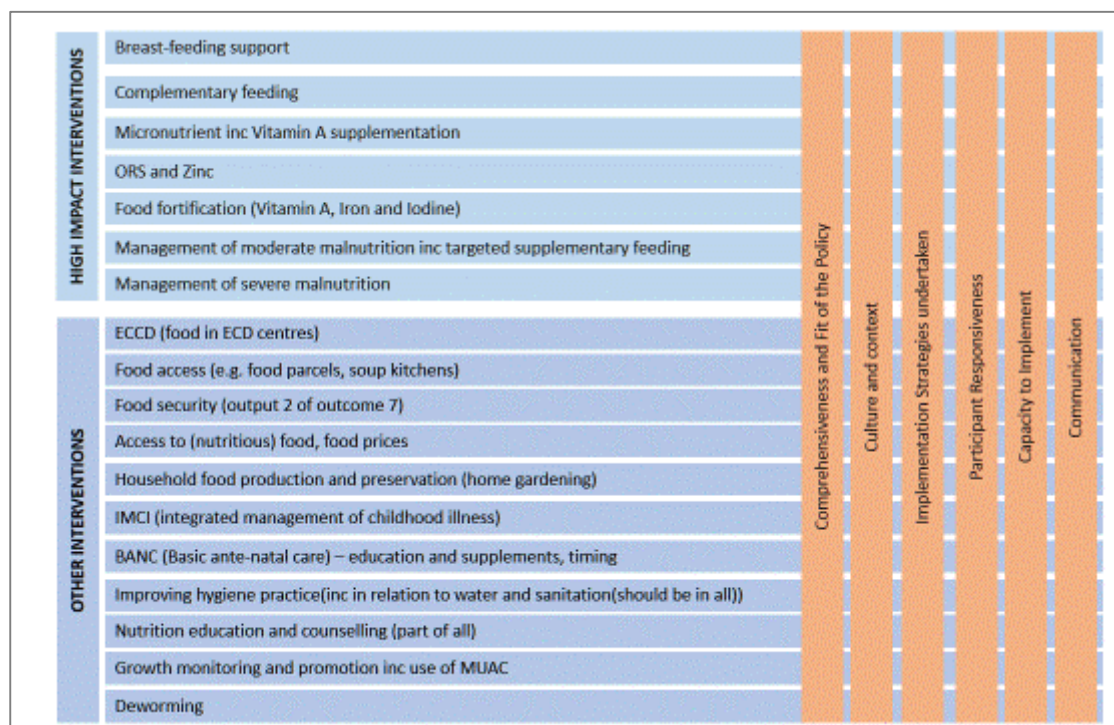 HIGH IMPACT INTERVENTIONS
Breast-feeding support
Complementary feeding
Micronutrient inc Vitamin A supplementation
ORS and Zinc
Food fortification (Vitamin A, Iron and Iodine)
Management of moderate malnutrition inc targeted supplementary feeding
Management of severe malnutrition
OTHER INTERVENTIONS
ECCD (food in ECD centres)
Food access (e.g. food parcels, soup kitchens)
Food security (output 2 of outcome 7)
Access to (nutritious) food, food prices
Household food production and preservation (home gardening)
IMCI (integrated management of childhood illness)
BANC (Basic ante-natal care) – education and supplements, timing
Improving hygiene practice(inc in relation to water and sanitation(should be in all))
Nutrition education and counselling (part of all)
Growth monitoring and promotion inc use of MUAC
Deworming
Comprehensiveness and Fit of the Policy
Culture and context
Implementation Strategies undertaken
Participant Responsiveness
Capacity to Implement
Communication